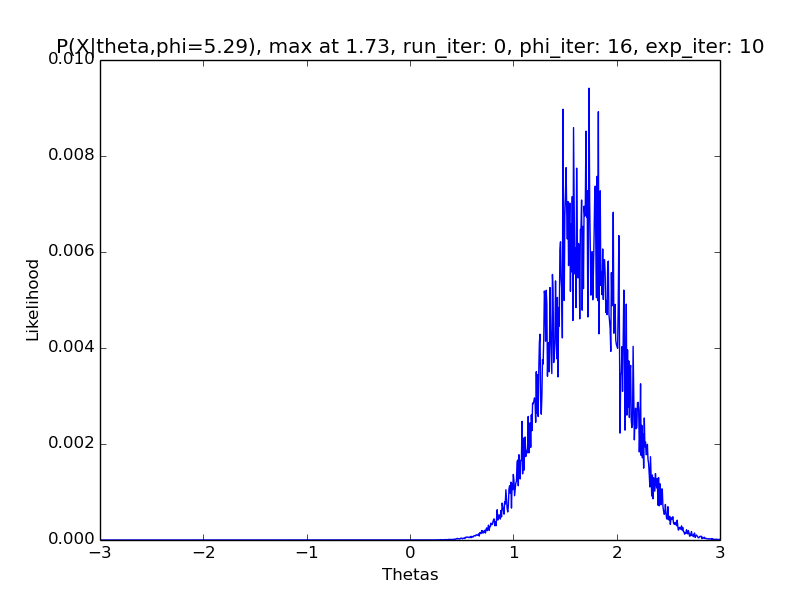 P(X|theta,phi=5.29), max at 1.73, run_iter: 0, phi_iter: 16, exp_iter: 10
0.010
0.008
0.006
0.004
0.002
0.000
Likelihood
−3 −2 −1 0 1 2 3
Thetas